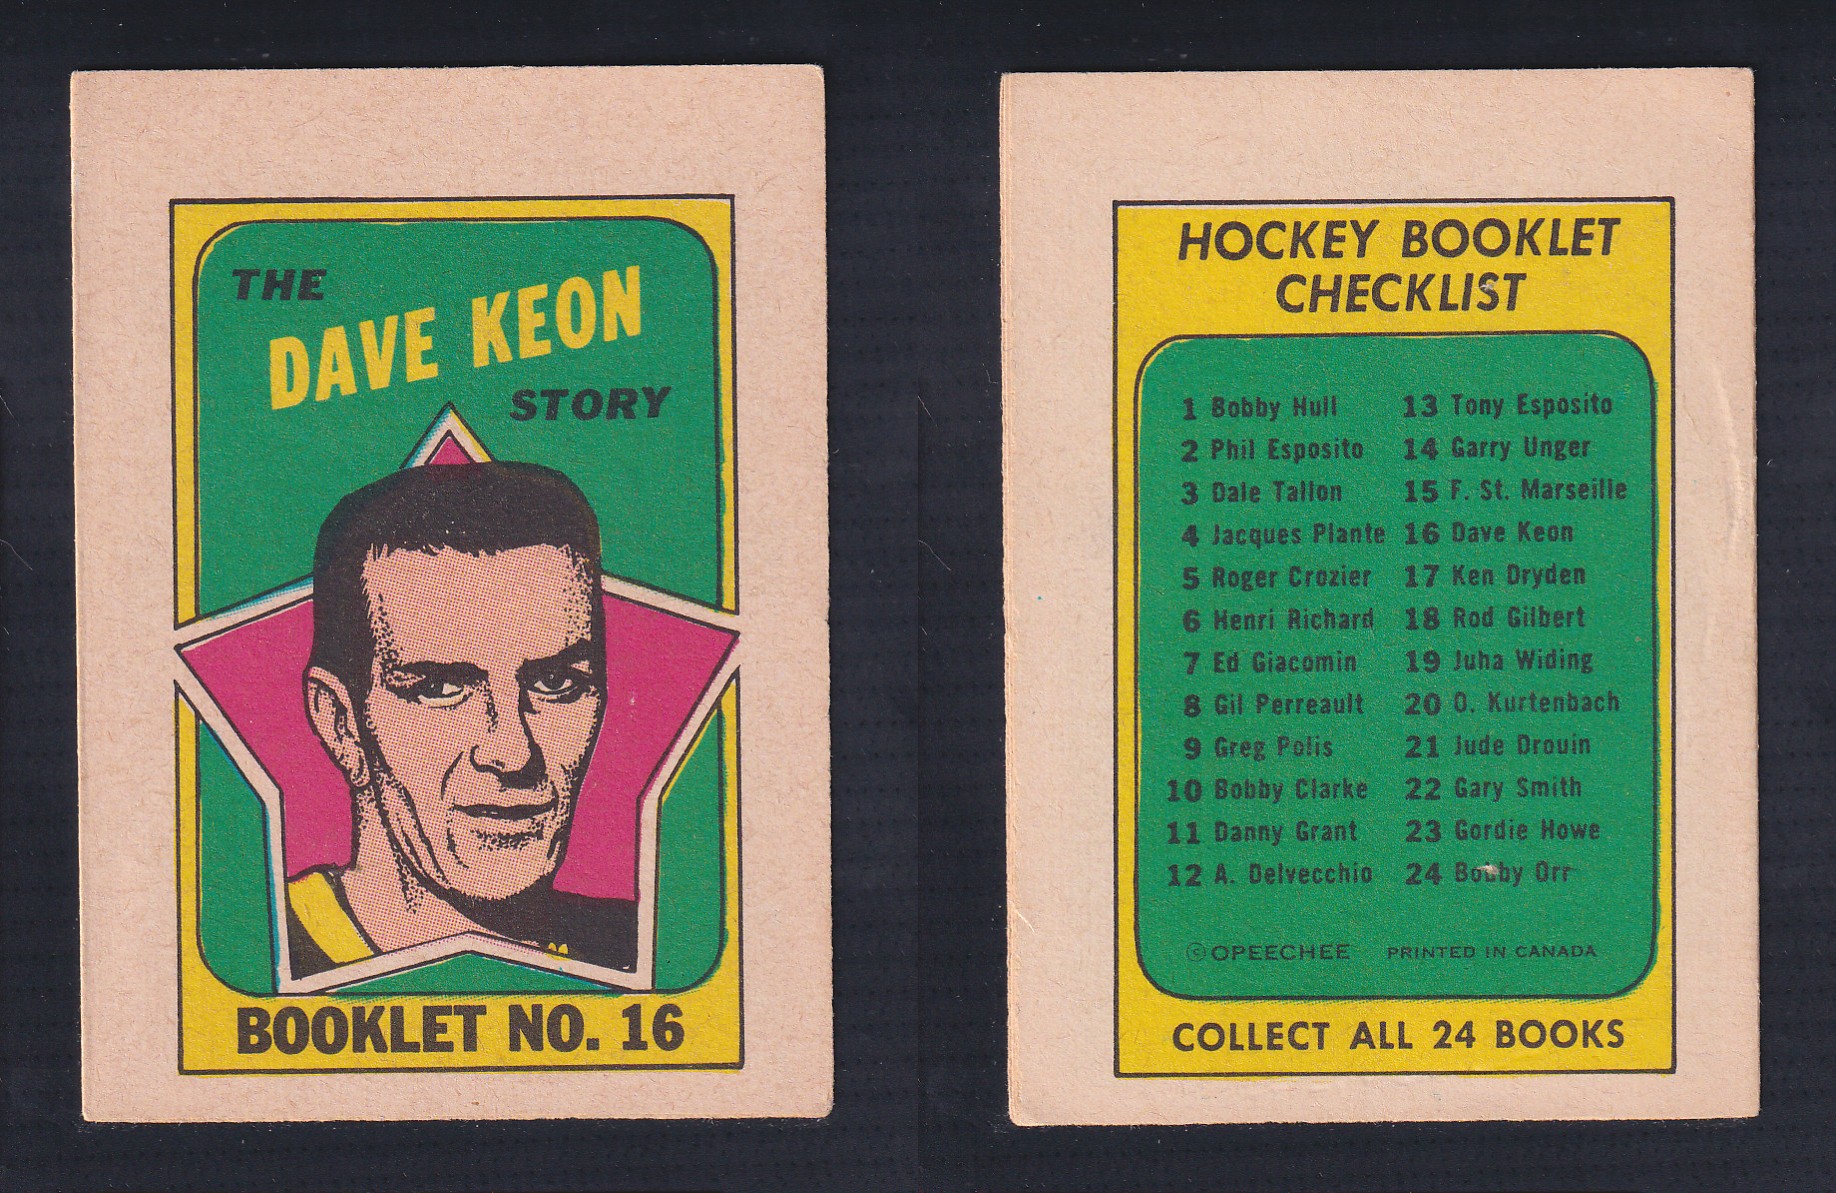 THE
DAVE KEON
STORY
BOOKLET NO. 16
HOCKEY BOOKLET
CHECKLIST
1 Bobby Hull
2 Phil Esposito
3 Dale Tallon
4 Jacques Plante
5 Roger Crozier
6 Henri Richard
7 Ed Giacomin
8 Gil Perreault
9 Greg Polis
10 Bobby Clarke
11 Danny Grant
12 A. Delvecchio
13 Tony Esposito
14 Garry Unger
15 F. St. Marseille
16 Dave Keon
17 Ken Dryden
18 Rod Gilbert
19 Juha Widing
20 O. Kurtenbach
21 Jude Drouin
22 Gary Smith
23 Gordie Howe
24 Bobby Orr
© OPEECHEE PRINTED IN CANADA
COLLECT ALL 24 BOOKS